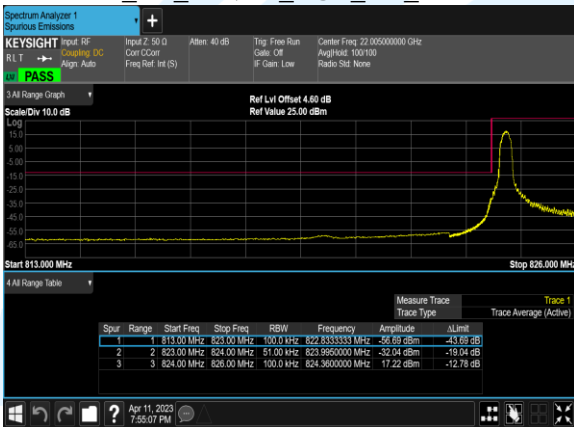 Spectrum Analyzer 1
Spurious Emissions
+
KEYSIGHT Input: RF Input Z: 50 Ω Atten: 40 dB Trig: Free Run Center Freq: 22.005000000 GHz
Coupling: DC Corr CCorr Gate: Off Avg|Hold: 100/100
RLT Align: Auto Freq Ref: Int (S) IF Gain: Low Radio Std: None
PASS
3 All Range Graph
Ref Lvl Offset 4.60 dB
Scale/Div 10.0 dB Ref Value 25.00 dBm
Log
15.0
5.00
-5.00
-15.0
-25.0
-35.0
-45.0
-55.0
-65.0
Start 813.000 MHz Stop 826.000 MHz
4 All Range Table
Measure Trace Trace 1
Trace Type Trace Average (Active)
Spur Range Start Freq Stop Freq RBW Frequency Amplitude ΔLimit
1 1 813.00 MHz 823.00 MHz 100.0 kHz 822.8333333 MHz -56.69 dBm -43.69 dB
2 2 823.00 MHz 824.00 MHz 51.00 kHz 823.9950000 MHz -32.04 dBm -19.04 dB
3 3 824.00 MHz 826.00 MHz 100.0 kHz 824.3600000 MHz 17.22 dBm -12.78 dB
? Apr 11, 2023
7:55:07 PM